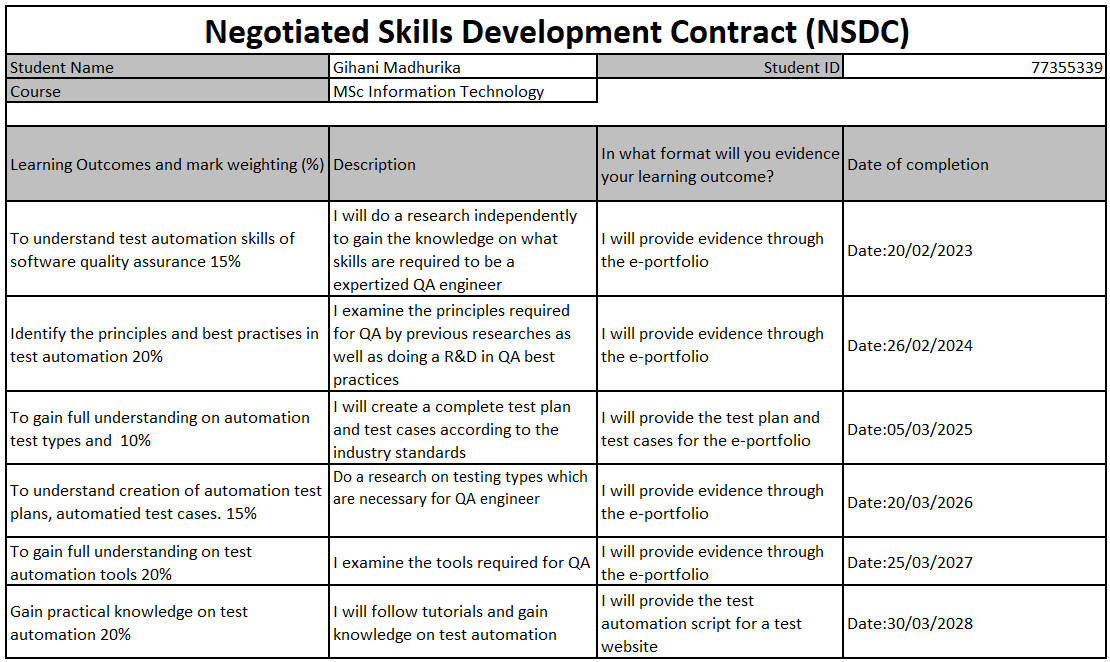 Negotiated Skills Development Contract (NSDC)
Student Name
Gihani Madhurika
Student ID
77355339
Course
MSc Information Technology
Learning Outcomes and mark weighting (%)
Description
In what format will you evidence
your learning outcome?
Date of completion
To understand test automation skills of
software quality assurance 15%
I will do a research independently
to gain the knowledge on what
skills are required to be a
expertized QA engineer
I will provide evidence through
the e-portfolio
Date:20/02/2023
Identify the principles and best practises in
test automation 20%
I examine the principles required
for QA by previous researches as
well as doing a R&D in QA best
practices
I will provide evidence through
the e-portfolio
Date:26/02/2024
To gain full understanding on automation
test types and  10%
I will create a complete test plan
and test cases according to the
industry standards
I will provide the test plan and
test cases for the e-portfolio
Date:05/03/2025
To understand creation of automation test
plans, automatied test cases. 15%
Do a research on testing types which
are necessary for QA engineer
I will provide evidence through
the e-portfolio
Date:20/03/2026
To gain full understanding on test
automation tools 20%
I examine the tools required for QA
I will provide evidence through
the e-portfolio
Date:25/03/2027
Gain practical knowledge on test
automation 20%
I will follow tutorials and gain
knowledge on test automation
I will provide the test
automation script for a test
website
Date:30/03/2028